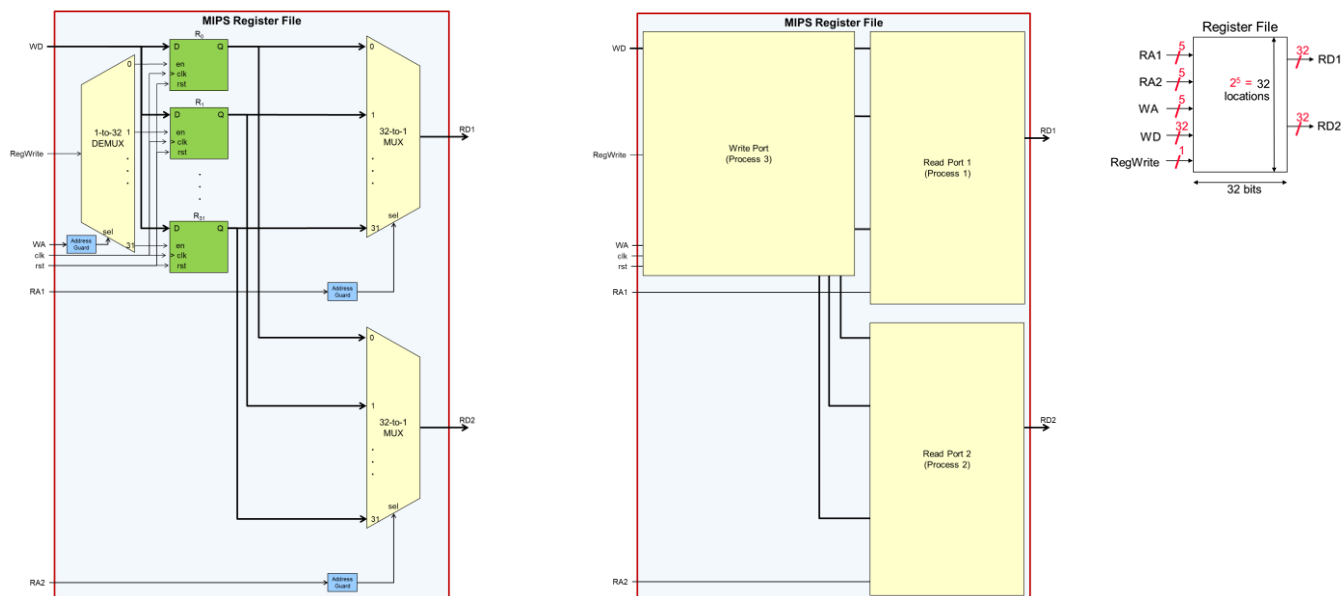 MIPS Register File
WD
R0
D Q
en
> clk
rst
0
0
R1
D Q
en
> clk
rst
1
1
1-to-32
DEMUX
.
.
.
32-to-1
MUX
.
.
.
RD1
RegWrite
.
.
.
R31
D Q
en
> clk
rst
sel
31
sel
31
WA
Address
Guard
clk
rst
RA1
Address
Guard
0
1
32-to-1
MUX
.
.
.
RD2
sel
31
RA2
Address
Guard
MIPS Register File
WD
RegWrite
Write Port
(Process 3)
Read Port 1
(Process 1)
RD1
WA
clk
rst
RA1
Read Port 2
(Process 2)
RD2
RA2
Register File
RA1 5
RA2 5
WA 5
WD 32
RegWrite 1
2^5 = 32
locations
32 RD1
32 RD2
32 bits